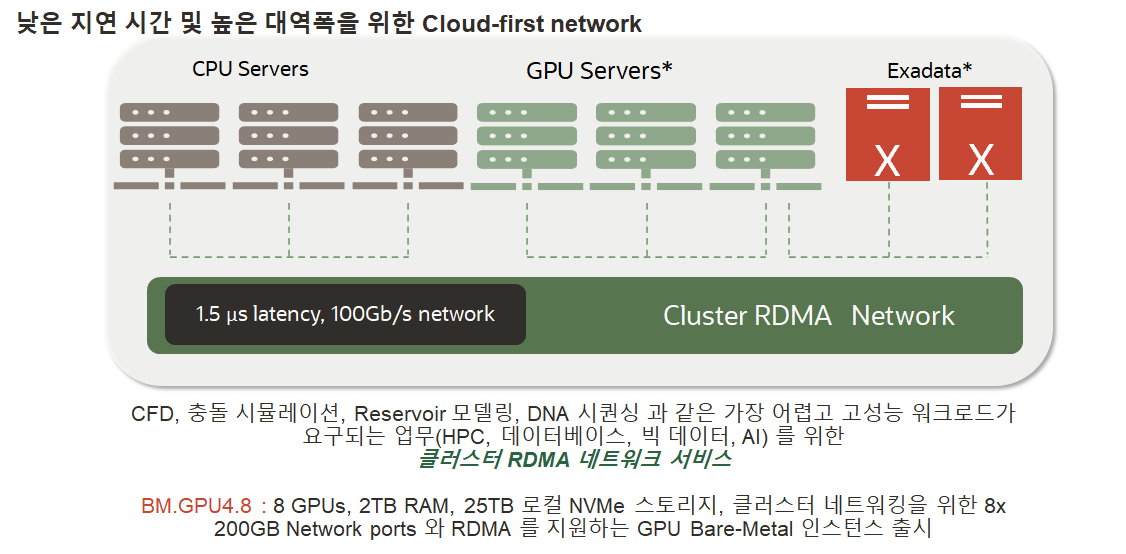 낮은 지연 시간 및 높은 대역폭을 위한 Cloud-first network
CPU Servers
GPU Servers*
Exadata*
X
X
1.5 µs latency, 100Gb/s network
Cluster RDMA Network
CFD, 충돌 시뮬레이션, Reservoir 모델링, DNA 시퀀싱 과 같은 가장 어렵고 고성능 워크로드가
요구되는 업무(HPC, 데이터베이스, 빅 데이터, AI) 를 위한
클러스터 RDMA 네트워크 서비스
BM.GPU4.8 : 8 GPUs, 2TB RAM, 25TB 로컬 NVMe 스토리지, 클러스터 네트워킹을 위한 8x
200GB Network ports 와 RDMA 를 지원하는 GPU Bare-Metal 인스턴스 출시